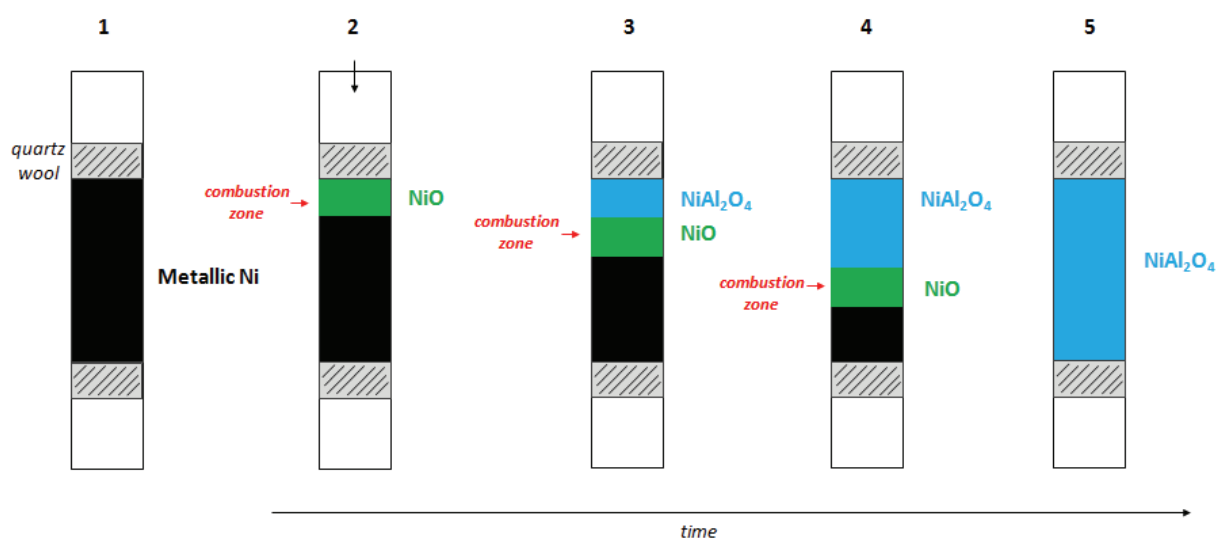 1
2
3
4
5
quartz
wool
Metallic Ni
combustion
zone
NiO
combustion
zone
NiAl₂O₄
NiO
combustion
zone
NiAl₂O₄
NiO
NiAl₂O₄
time